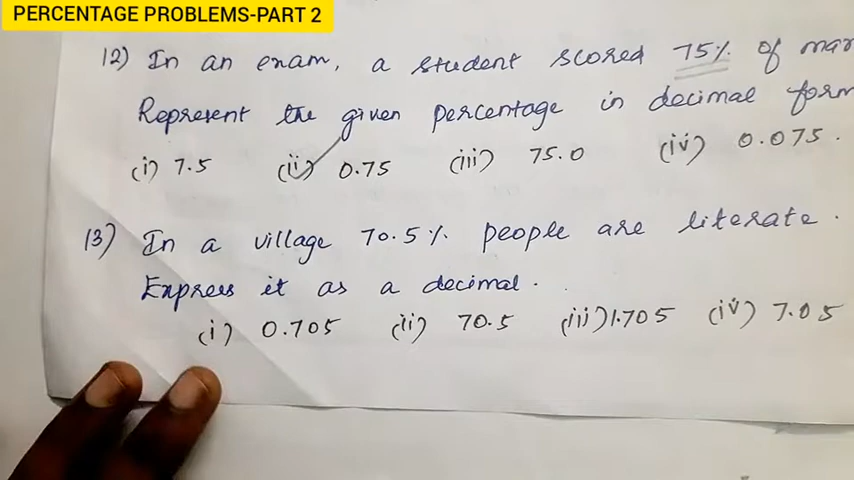 PERCENTAGE PROBLEMS-PART 2
12) In an exam, a student scored 75% of
Represent the given percentage in decimal form
(i) 7.5 (ii) 0.75 (iii) 75.0 (iv) 0.075.
13) In a village 70.5% people are literate.
Express it as a decimal.
(i) 0.705 (ii) 70.5 (iii) 1.705 (iv) 7.05